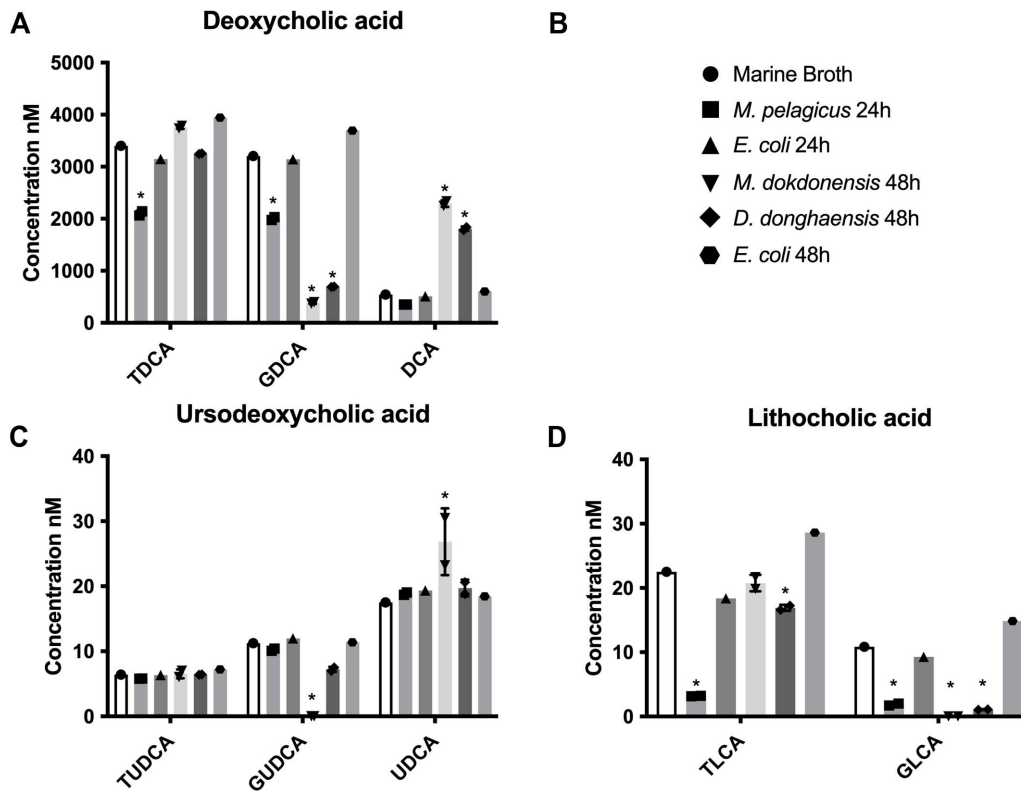 A
Deoxycholic acid
Concentration nM
5000
4000
3000
2000
1000
0
*
*
*
*
*
*
TDCA
GDCA
DCA
B
Marine Broth
M. pelagicus 24h
E. coli 24h
M. dokdonensis 48h
D. donghaensis 48h
E. coli 48h
C
Ursodeoxycholic acid
Concentration nM
40
30
20
10
0
*
*
TUDCA
GUDCA
UDCA
D
Lithocholic acid
Concentration nM
40
30
20
10
0
*
*
*
*
*
TLCA
GLCA